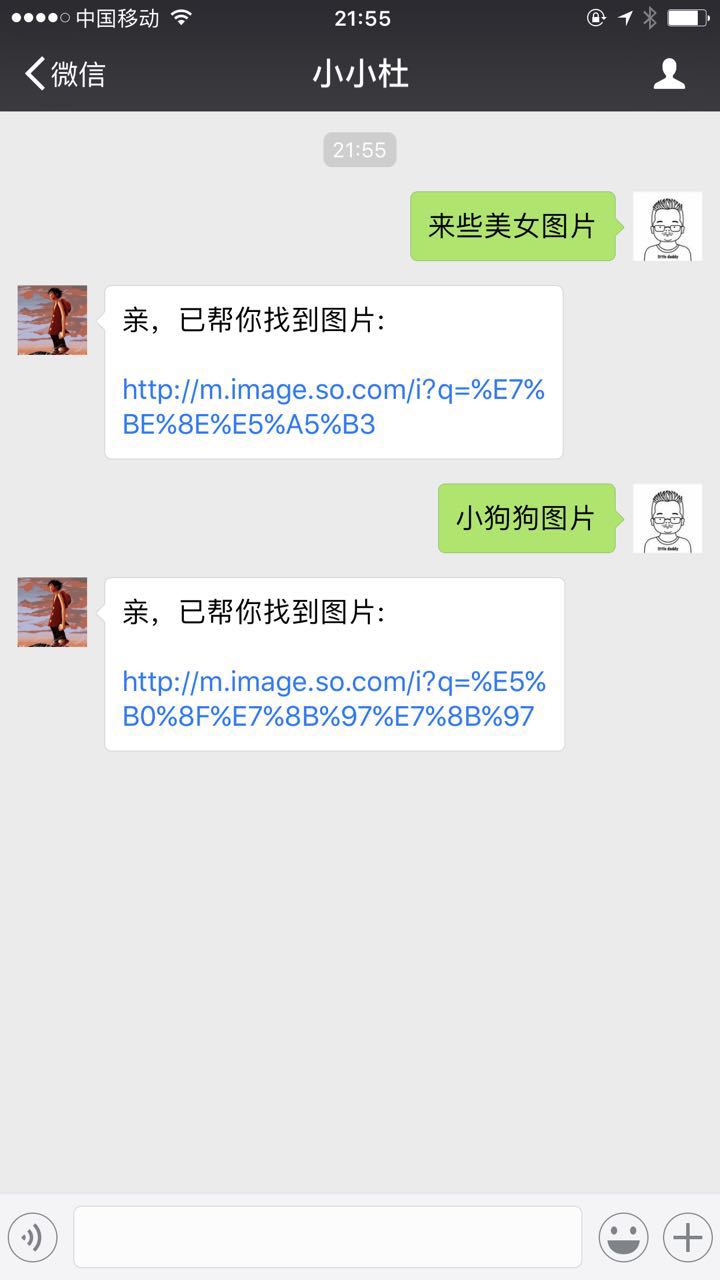 中国移动 21:55
微信 小小杜
21:55
来些美女图片
亲，已帮你找到图片:
http://m.image.so.com/i?q=%E7%
BE%8E%E5%A5%B3
小狗狗图片
亲，已帮你找到图片:
http://m.image.so.com/i?q=%E5%
B0%8F%E7%8B%97%E7%8B%97